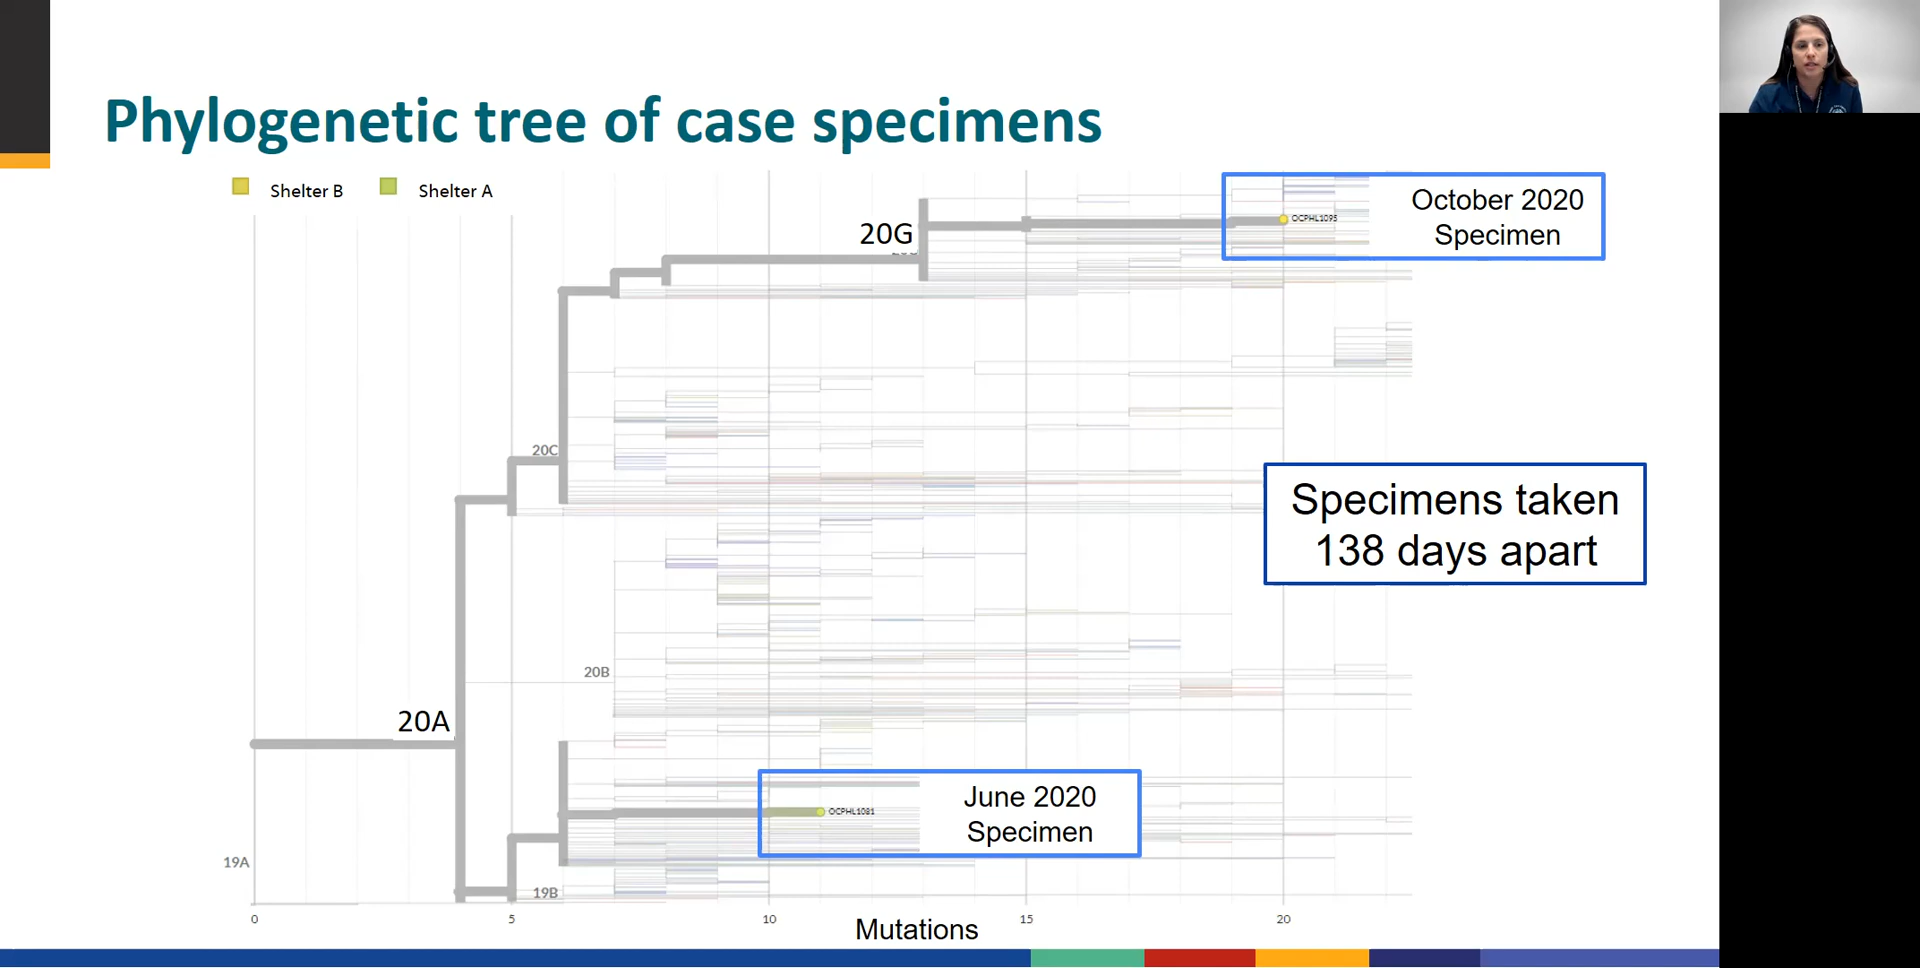 Phylogenetic tree of case specimens
Shelter B
Shelter A
October 2020
Specimen
OCPHL1095
20G
20C
Specimens taken
138 days apart
20B
20A
June 2020
Specimen
OCPHL1081
19A
19B
0
5
10
15
20
Mutations